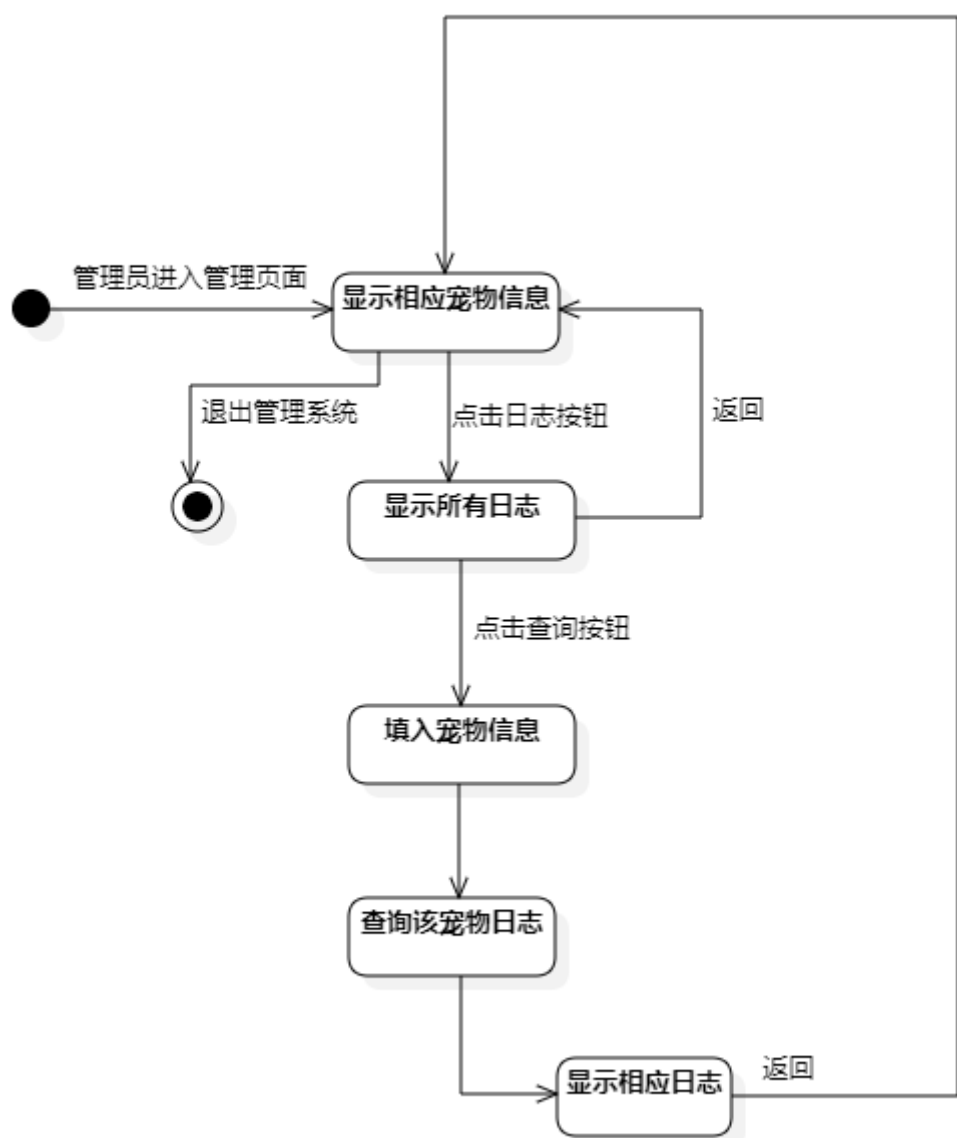 管理员进入管理页面
显示相应宠物信息
退出管理系统
点击日志按钮
返回
显示所有日志
点击查询按钮
填入宠物信息
查询该宠物日志
显示相应日志
返回